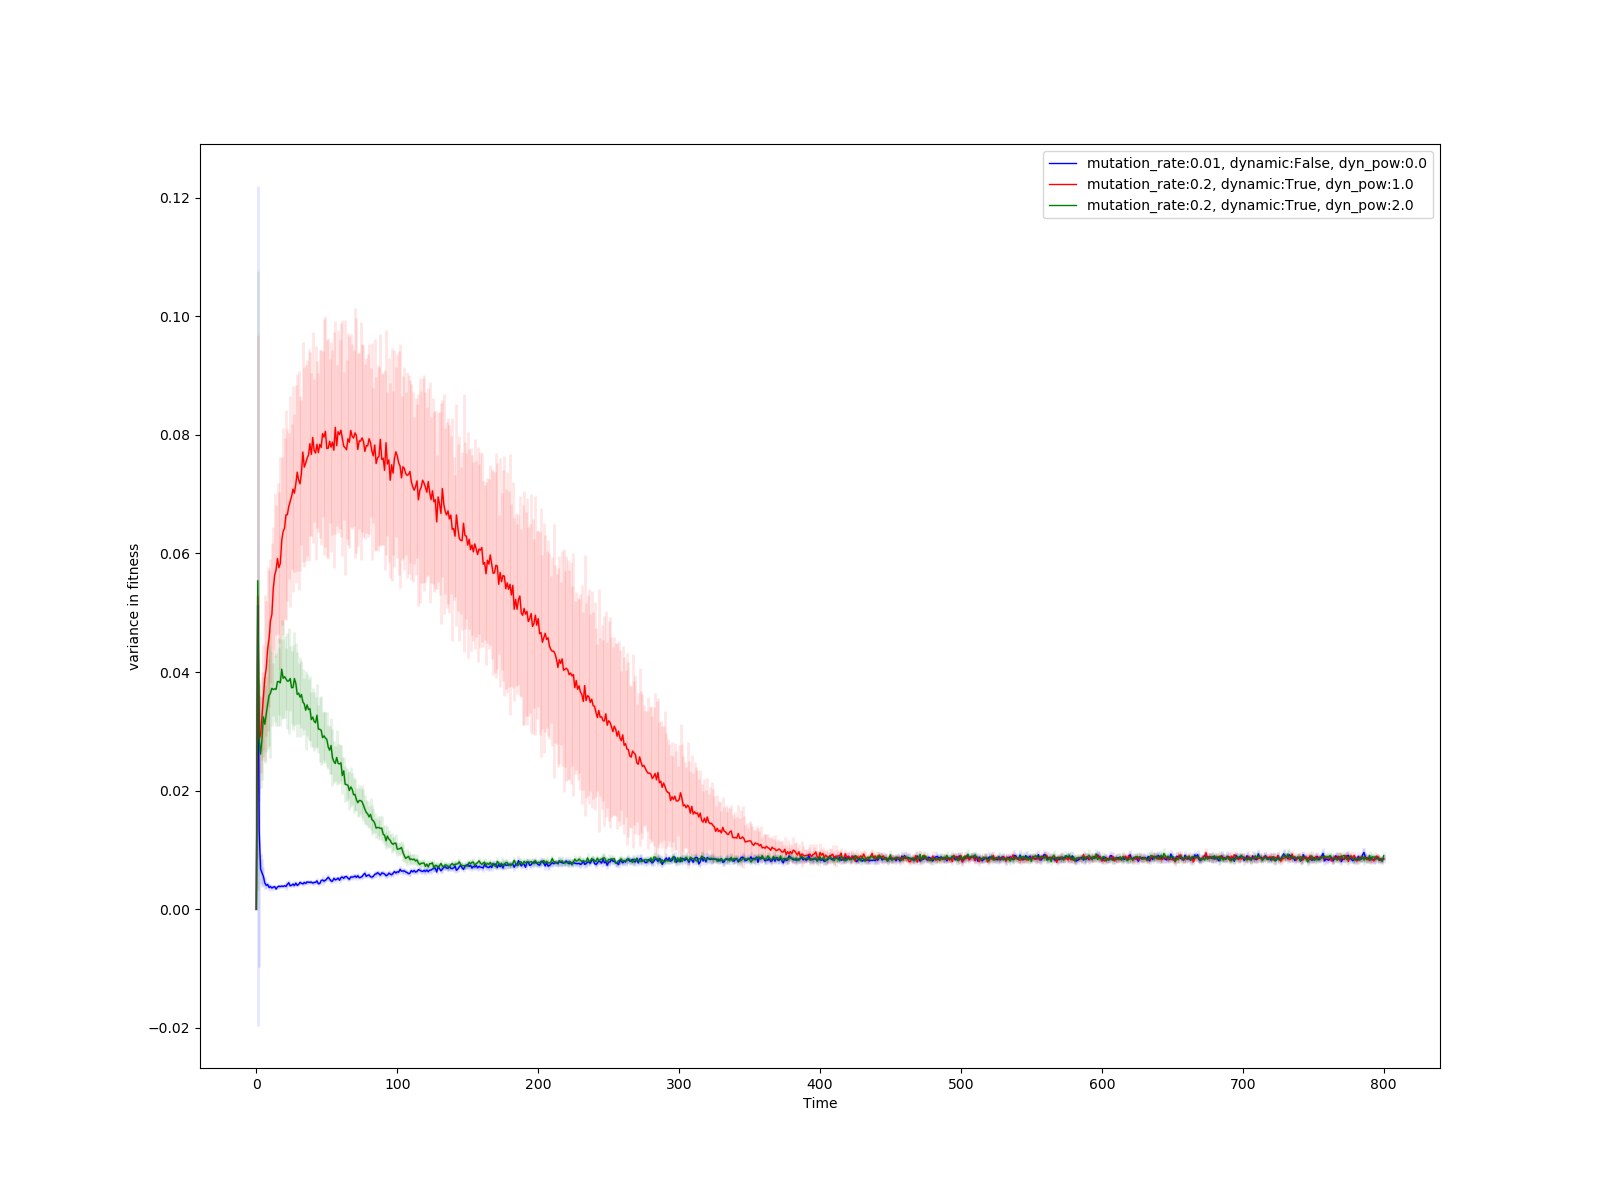 mutation_rate:0.01, dynamic:False, dyn_pow:0.0
mutation_rate:0.2, dynamic:True, dyn_pow:1.0
mutation_rate:0.2, dynamic:True, dyn_pow:2.0
0.12
0.10
0.08
0.06
0.04
0.02
0.00
−0.02
variance in fitness
0 100 200 300 400 500 600 700 800
Time